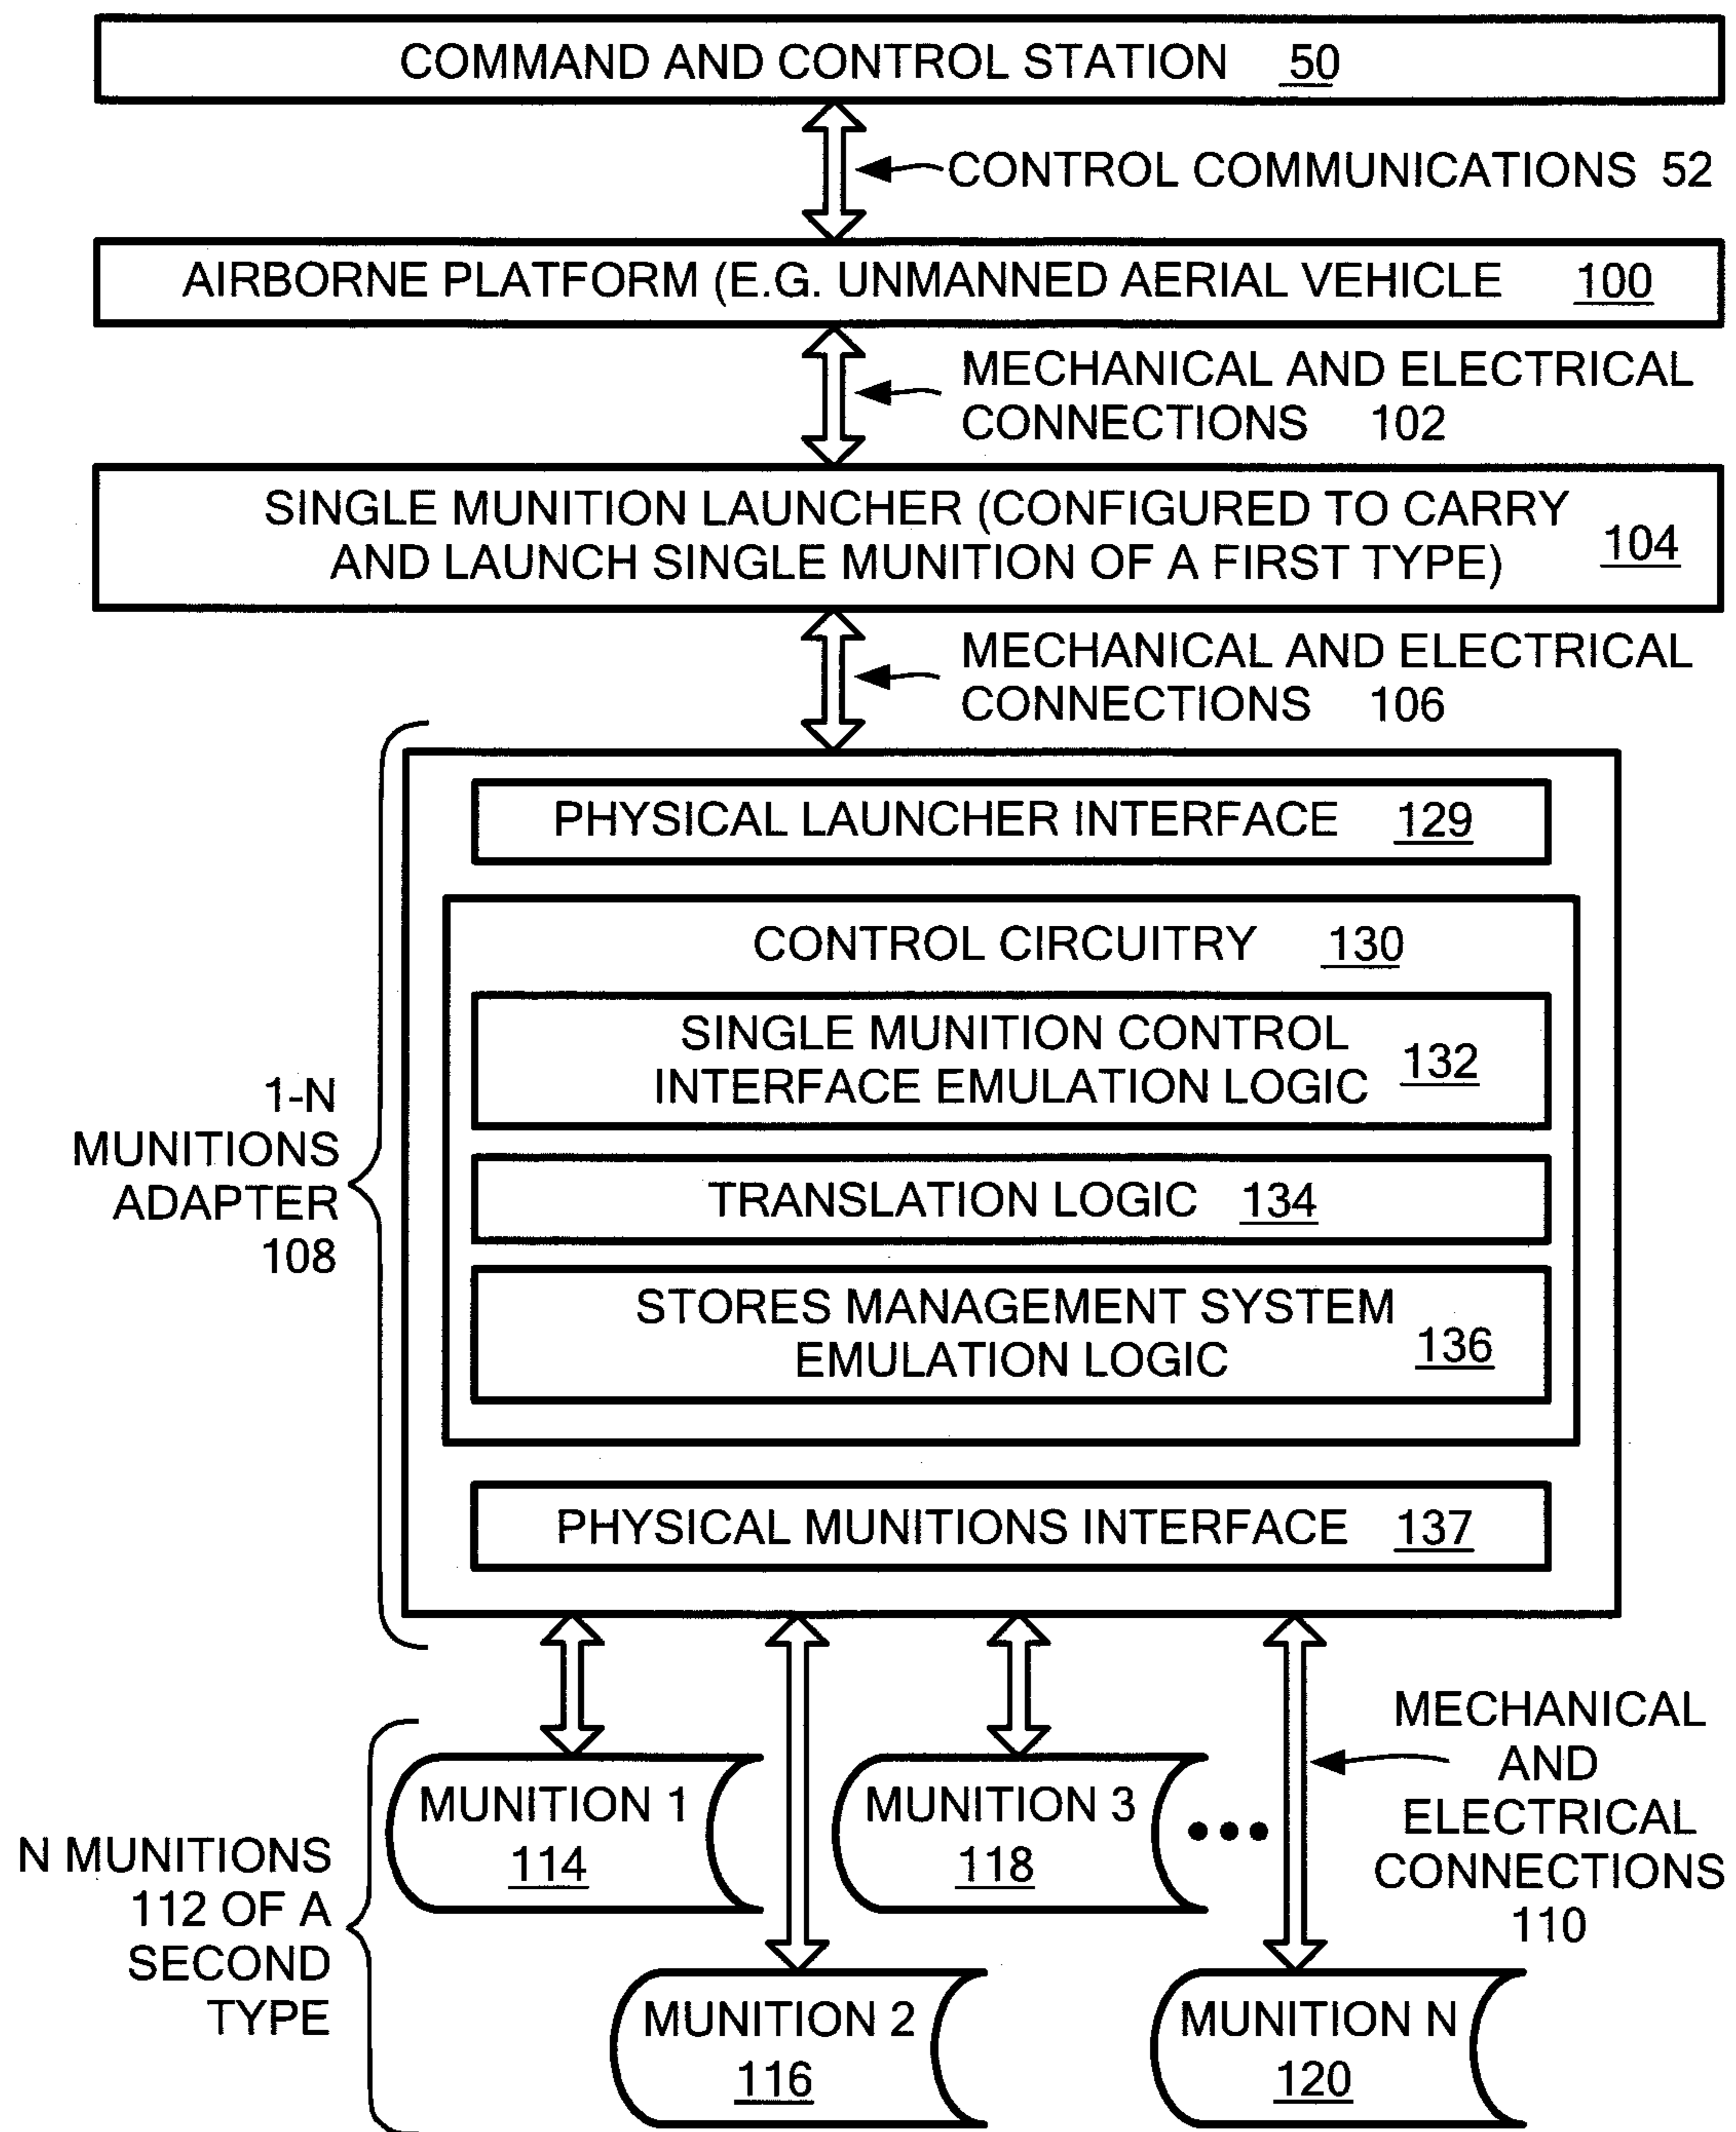 COMMAND AND CONTROL STATION 50
CONTROL COMMUNICATIONS 52
AIRBORNE PLATFORM (E.G. UNMANNED AERIAL VEHICLE 100
MECHANICAL AND ELECTRICAL
CONNECTIONS 102
SINGLE MUNITION LAUNCHER (CONFIGURED TO CARRY
AND LAUNCH SINGLE MUNITION OF A FIRST TYPE)
104
MECHANICAL AND ELECTRICAL
CONNECTIONS 106
1-N
MUNITIONS
ADAPTER
108
PHYSICAL LAUNCHER INTERFACE 129
CONTROL CIRCUITRY 130
SINGLE MUNITION CONTROL
INTERFACE EMULATION LOGIC
132
TRANSLATION LOGIC 134
STORES MANAGEMENT SYSTEM
EMULATION LOGIC
136
PHYSICAL MUNITIONS INTERFACE 137
MECHANICAL
AND
ELECTRICAL
CONNECTIONS
110
N MUNITIONS
112 OF A
SECOND
TYPE
MUNITION 1
114
MUNITION 3
118
MUNITION 2
116
MUNITION N
120